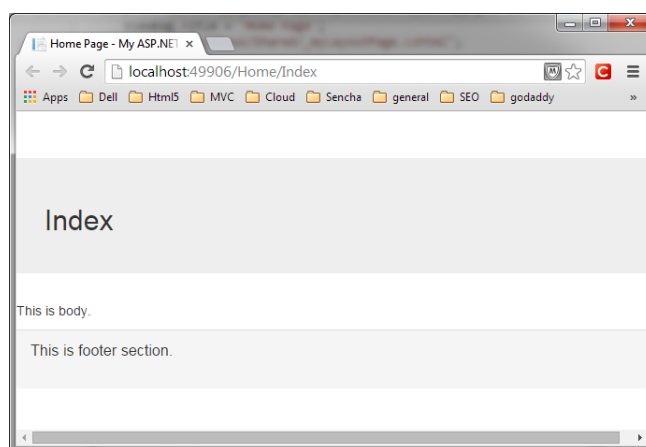 Home Page - My ASP.NET
localhost:49906/Home/Index
Apps Dell Html5 MVC Cloud Sencha general SEO godaddy »
Index
This is body.
This is footer section.